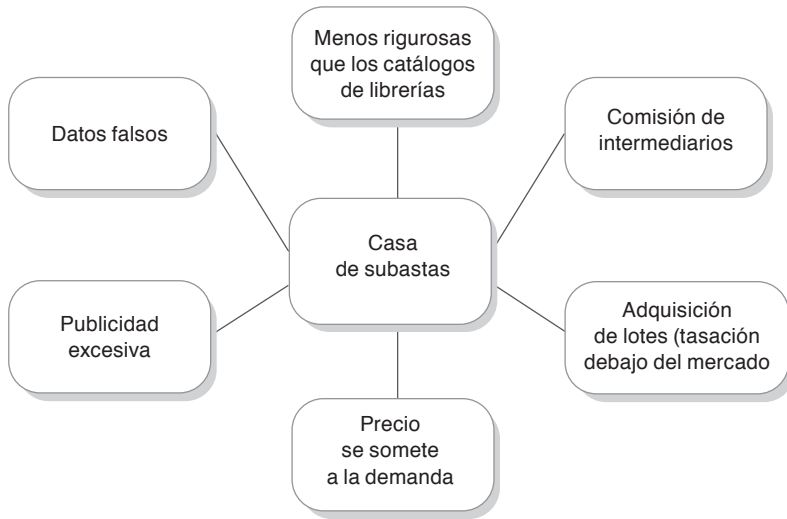 Menos rigurosas
que los catálogos
de librerías
Datos falsos
Comisión de
intermediarios
Casa
de subastas
Publicidad
excesiva
Adquisición
de lotes (tasación
debajo del mercado
Precio
se somete
a la demanda